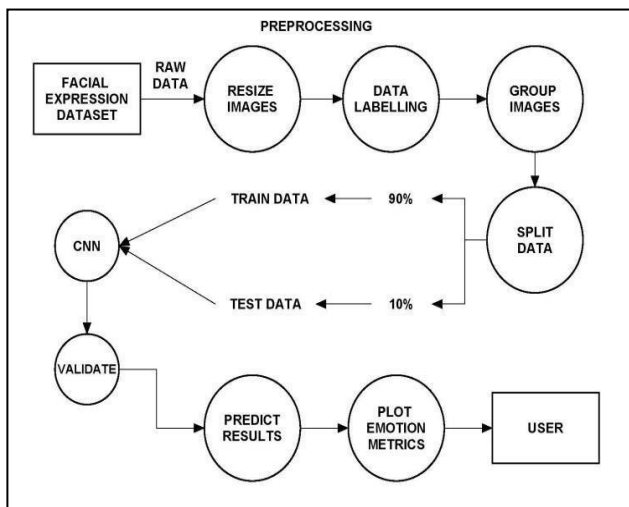 PREPROCESSING
FACIAL
EXPRESSION
DATASET
RAW
DATA
RESIZE
IMAGES
DATA
LABELLING
GROUP
IMAGES
SPLIT
DATA
90%
TRAIN DATA
10%
TEST DATA
CNN
VALIDATE
PREDICT
RESULTS
PLOT
EMOTION
METRICS
USER